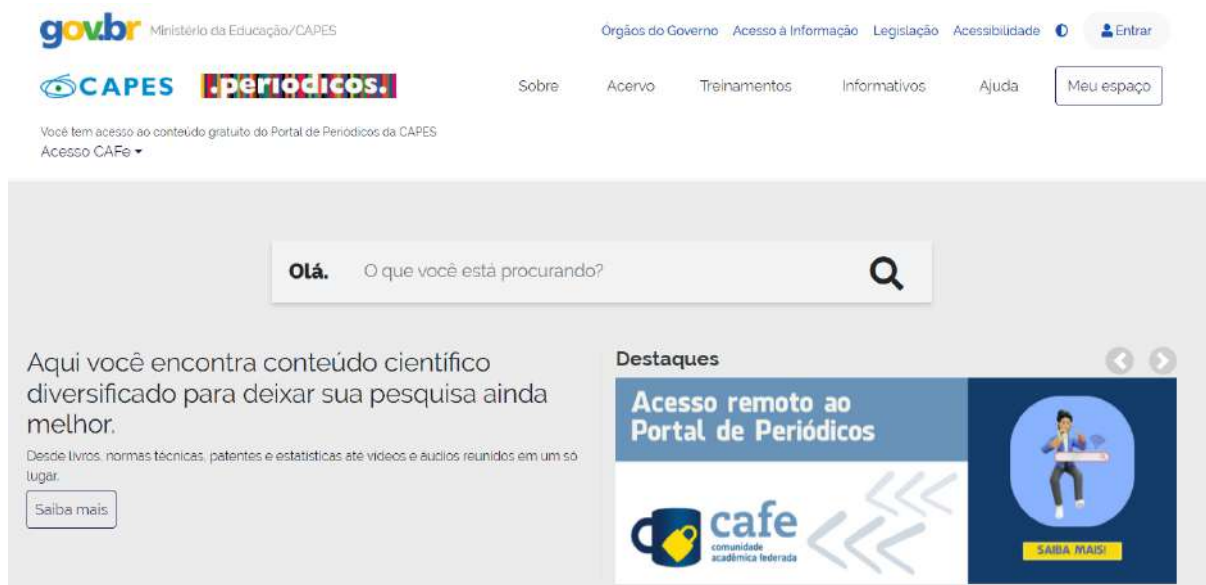 gov.br Ministério da Educação/CAPES
Órgãos do Governo Acesso à Informação Legislação Acessibilidade Entrar
CAPES .periódicos. Sobre Acervo Treinamentos Informativos Ajuda Meu espaço
Você tem acesso ao conteúdo gratuito do Portal de Periódicos da CAPES
Acesso CAFe
Olá. O que você está procurando?
Aqui você encontra conteúdo científico
diversificado para deixar sua pesquisa ainda
melhor.
Desde livros, normas técnicas, patentes e estatísticas até vídeos e áudios reunidos em um só
lugar.
Saiba mais
Destaques
Acesso remoto ao
Portal de Periódicos
cafe
comunidade
acadêmica federada
SAIBA MAIS!